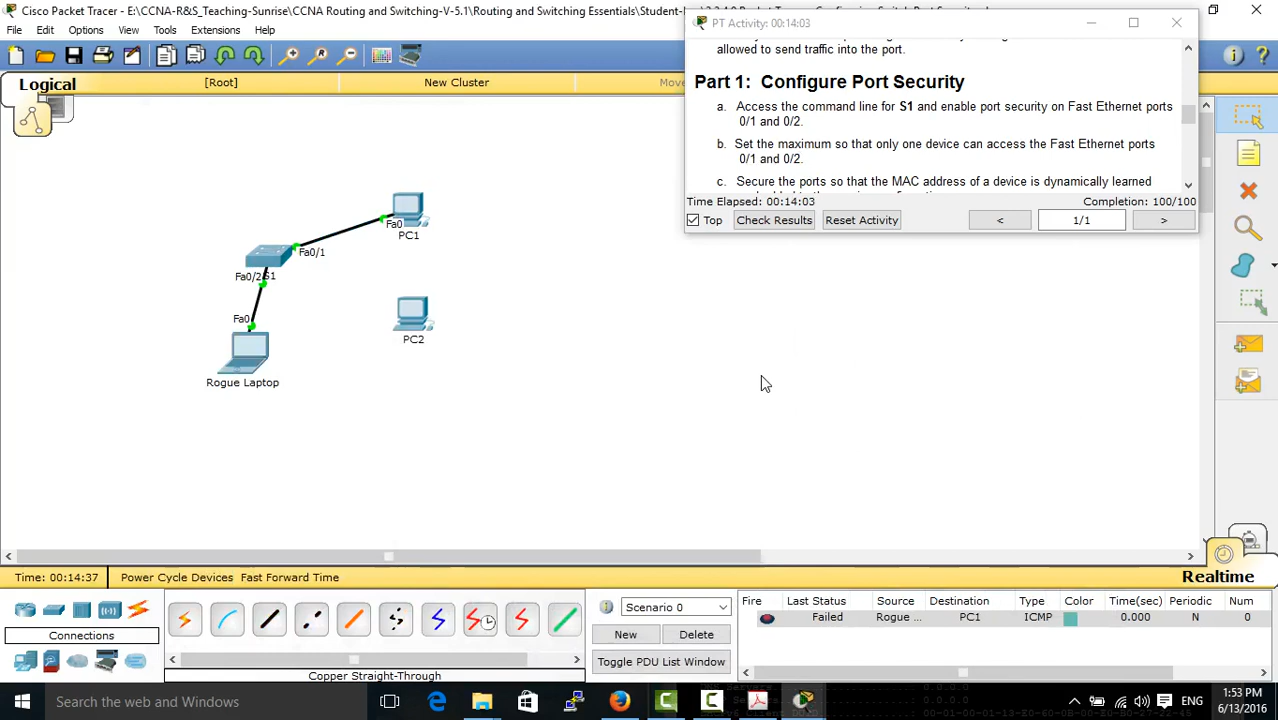 Cisco Packet Tracer - E:\CCNA-R&S_Teaching-Sunrise\CCNA Routing and Switching-V-5.1\Routing and Switching Essentials\Student-
PT Activity: 00:14:03
File Edit Options View Tools Extensions Help
allowed to send traffic into the port.
Logical [Root] New Cluster Move
Part 1: Configure Port Security
a. Access the command line for S1 and enable port security on Fast Ethernet ports
0/1 and 0/2.
b. Set the maximum so that only one device can access the Fast Ethernet ports
0/1 and 0/2.
c. Secure the ports so that the MAC address of a device is dynamically learned
Time Elapsed: 00:14:03 Completion: 100/100
Top Check Results Reset Activity < 1/1 >
Fa0
PC1
Fa0/1
Fa0/2 S1
Fa0
PC2
Rogue Laptop
Time: 00:14:37 Power Cycle Devices Fast Forward Time
Realtime
Connections
Copper Straight-Through
Scenario 0
New Delete
Toggle PDU List Window
Fire Last Status Source Destination Type Color Time(sec) Periodic Num
Failed Rogue ... PC1 ICMP 0.000 N 0
Search the web and Windows
ENG
1:53 PM
6/13/2016